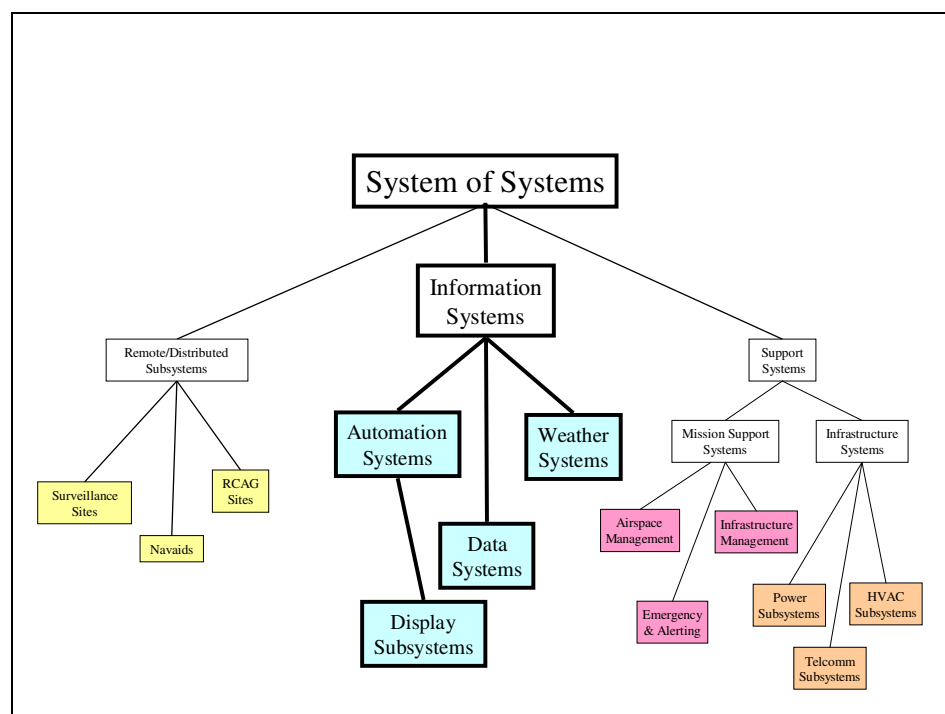 System of Systems
Information
Systems
Remote/Distributed
Subsystems
Support
Systems
Automation
Systems
Weather
Systems
Mission Support
Systems
Infrastructure
Systems
Surveillance
Sites
RCAG
Sites
Navaids
Data
Systems
Display
Subsystems
Airspace
Management
Infrastructure
Management
Emergency
& Alerting
Power
Subsystems
HVAC
Subsystems
Telcomm
Subsystems